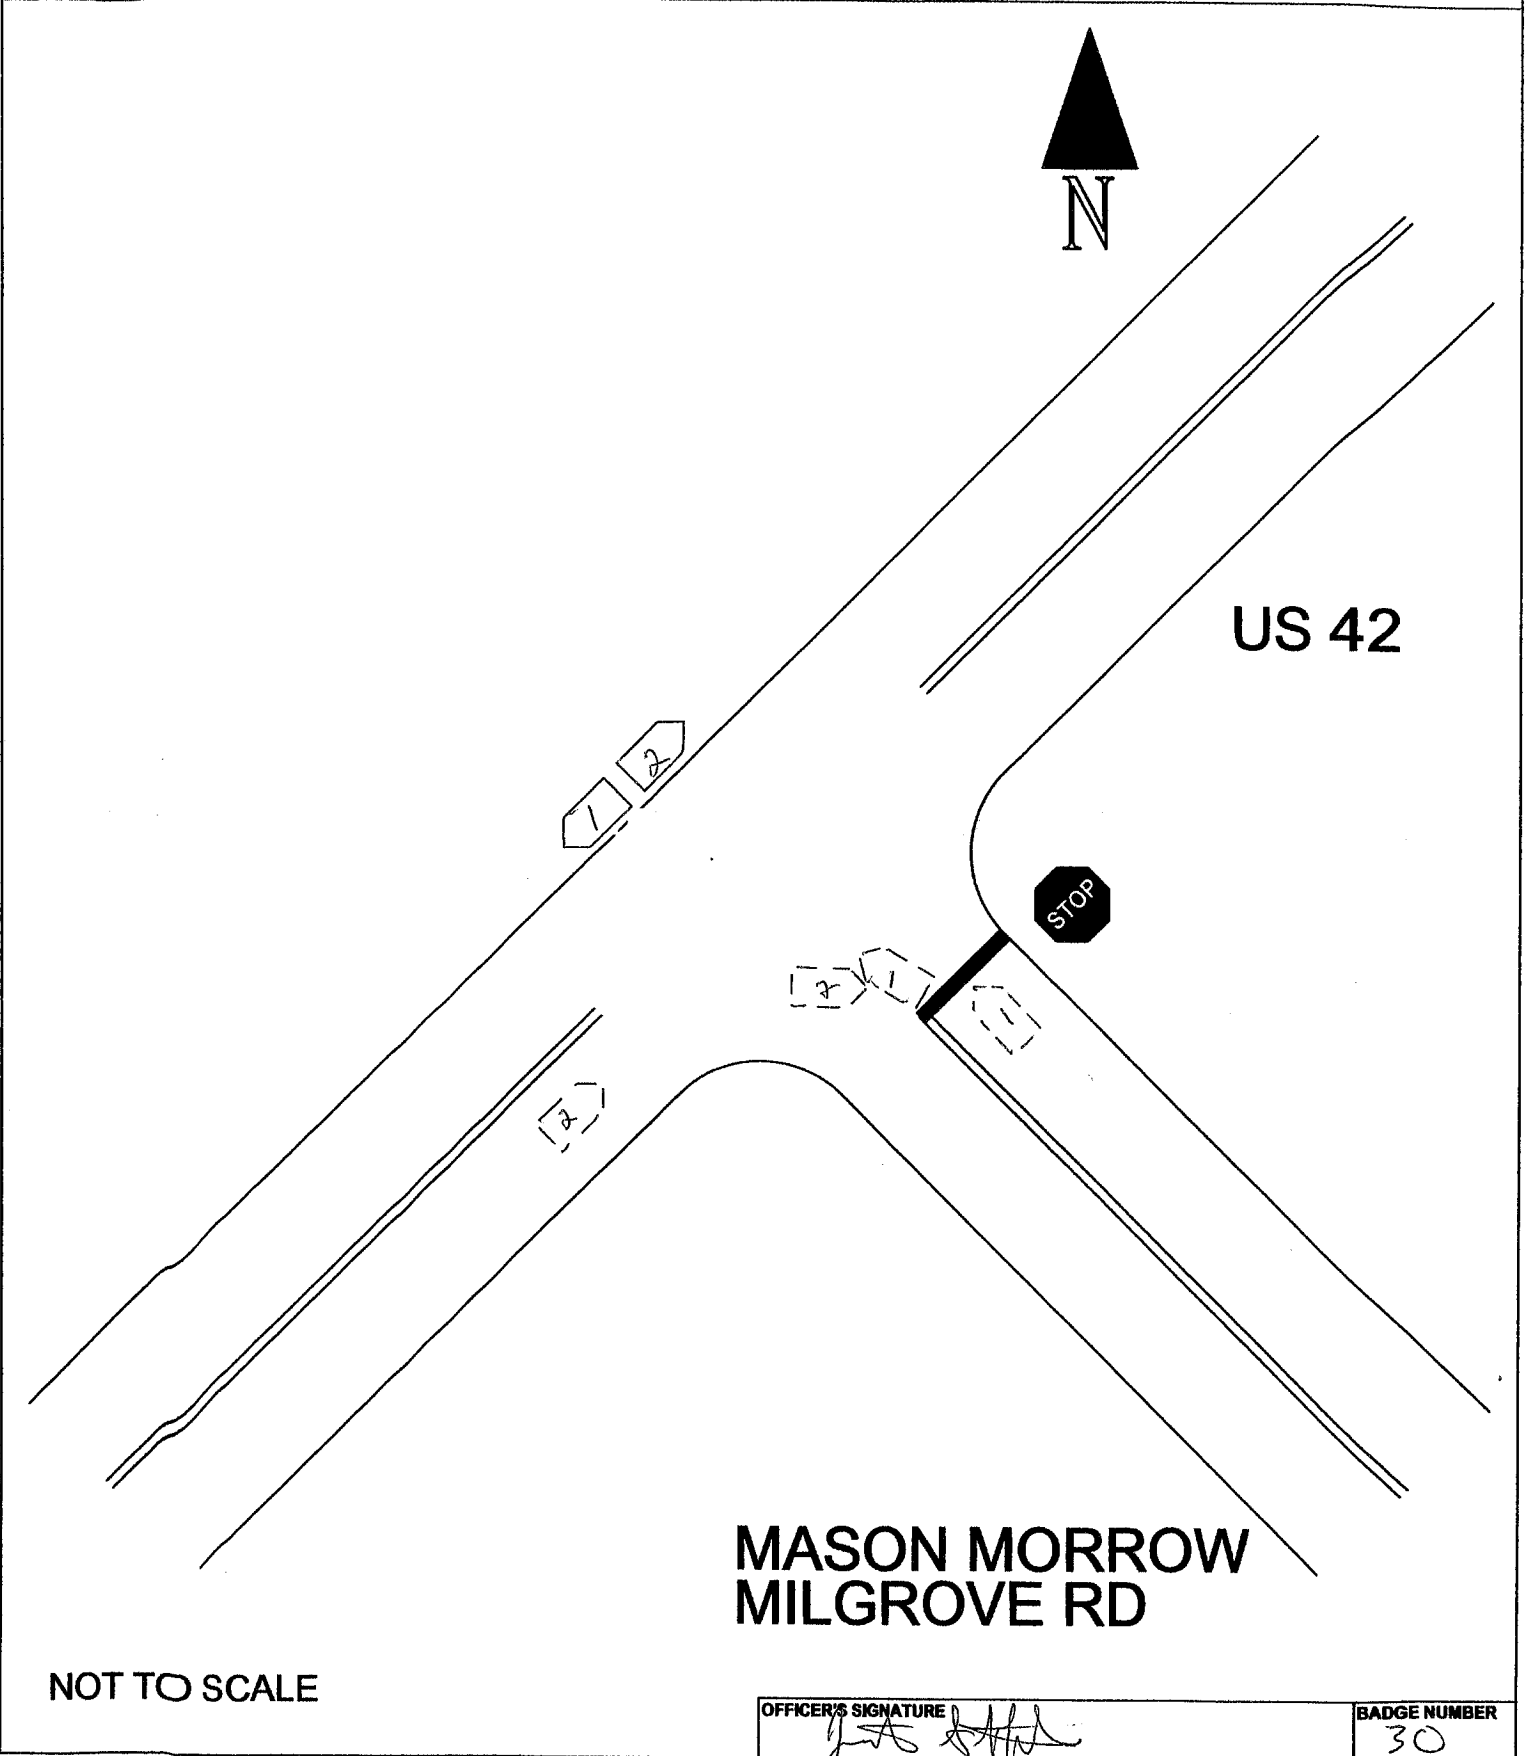 N
US 42
2
1
STOP
2
1
1
2
MASON MORROW
MILGROVE RD
NOT TO SCALE
OFFICER'S SIGNATURE
BADGE NUMBER
30